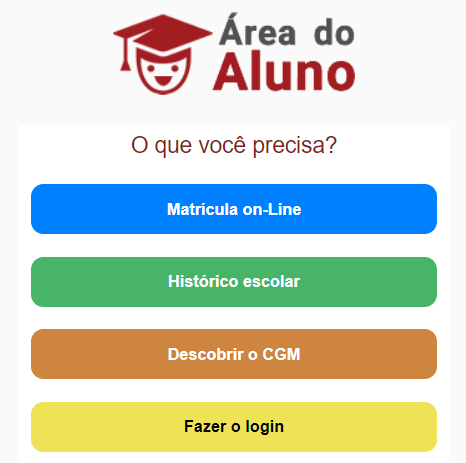 Área do
Aluno
O que você precisa?
Matrícula on-Line
Histórico escolar
Descobrir o CGM
Fazer o login